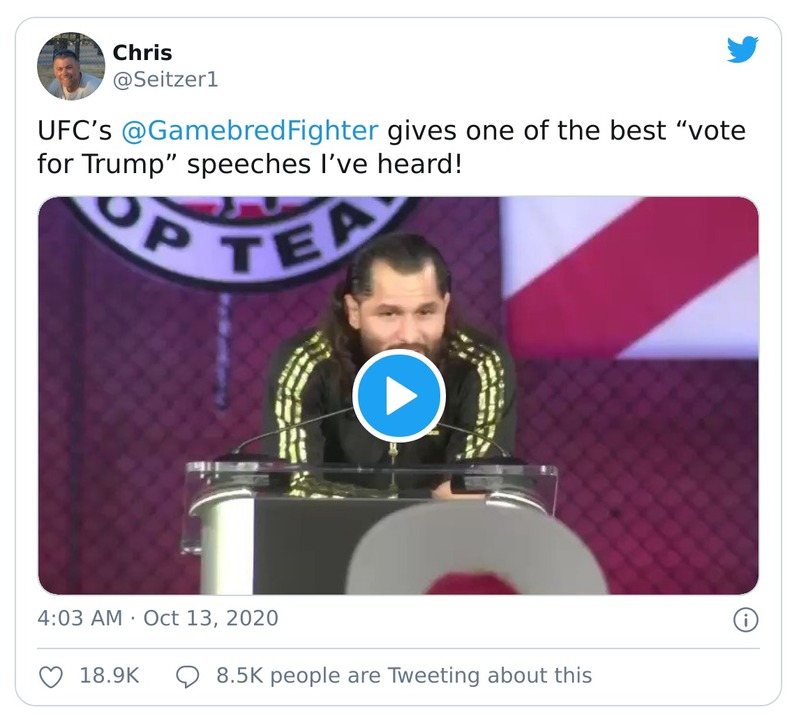 Chris
@Seitzer1
UFC’s @GamebredFighter gives one of the best “vote
for Trump” speeches I’ve heard!
OP TEA
4:03 AM · Oct 13, 2020
18.9K
8.5K people are Tweeting about this